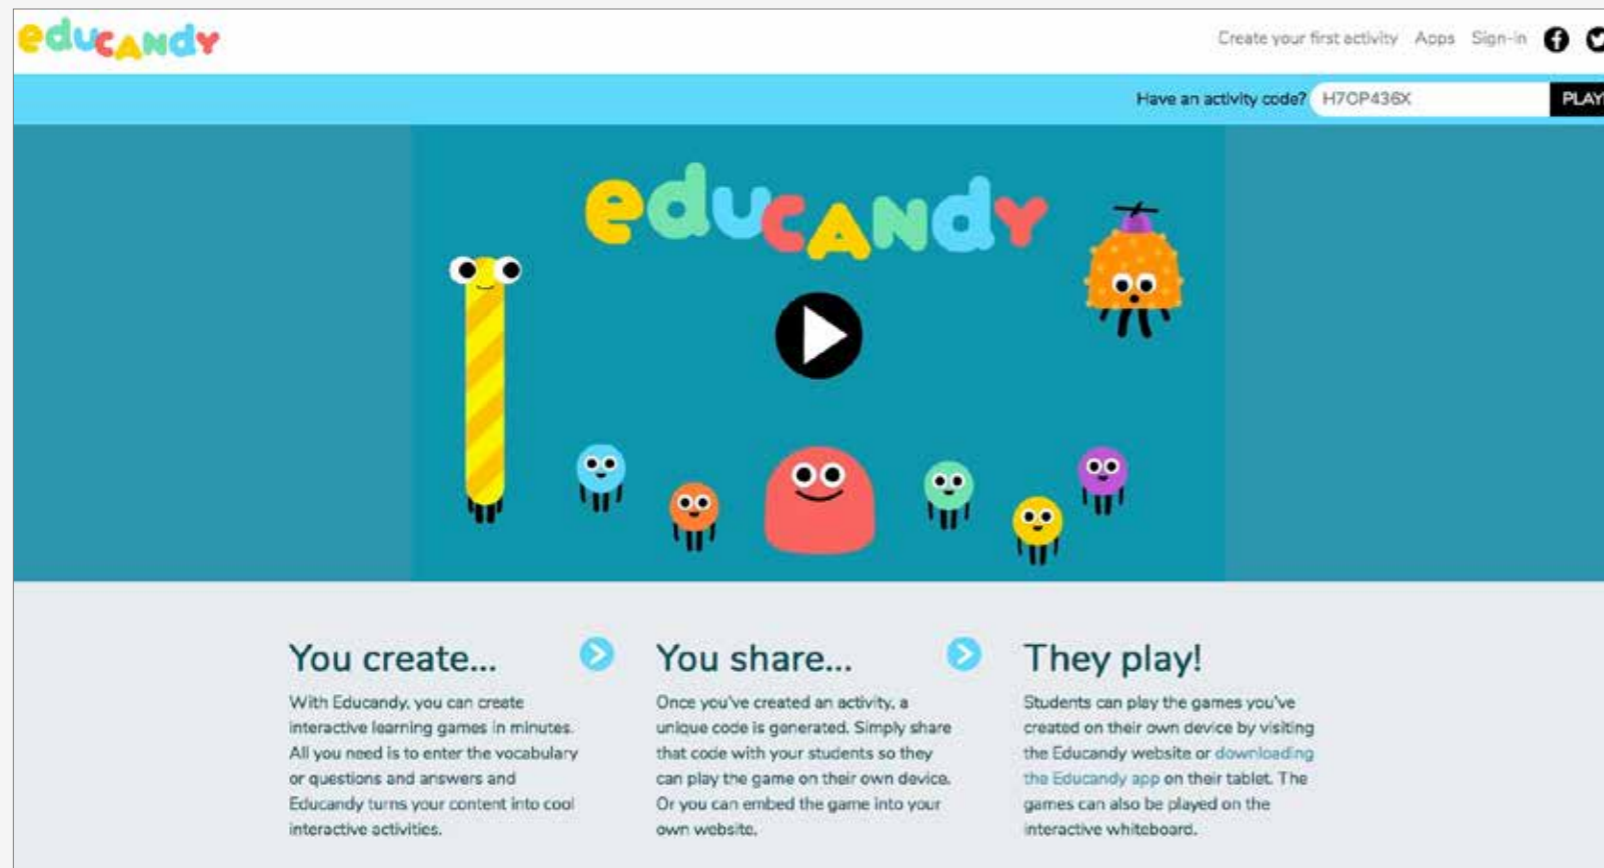 educandy
Create your first activity Apps Sign-in
Have an activity code? H7OP436X PLAY
educandy
You create...
With Educandy, you can create
interactive learning games in minutes.
All you need is to enter the vocabulary
or questions and answers and
Educandy turns your content into cool
interactive activities.
You share...
Once you've created an activity, a
unique code is generated. Simply share
that code with your students so they
can play the game on their own device.
Or you can embed the game into your
own website.
They play!
Students can play the games you've
created on their own device by visiting
the Educandy website or downloading
the Educandy app on their tablet. The
games can also be played on the
interactive whiteboard.